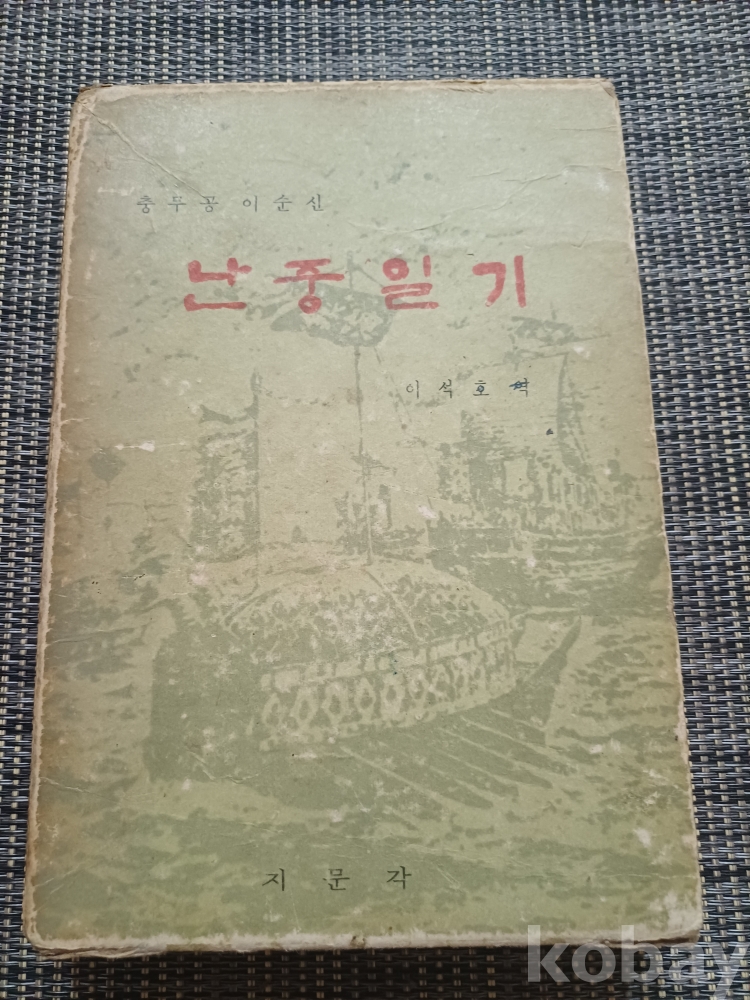 충무공 이순신
난중일기
이석호 역
지문각
kobay